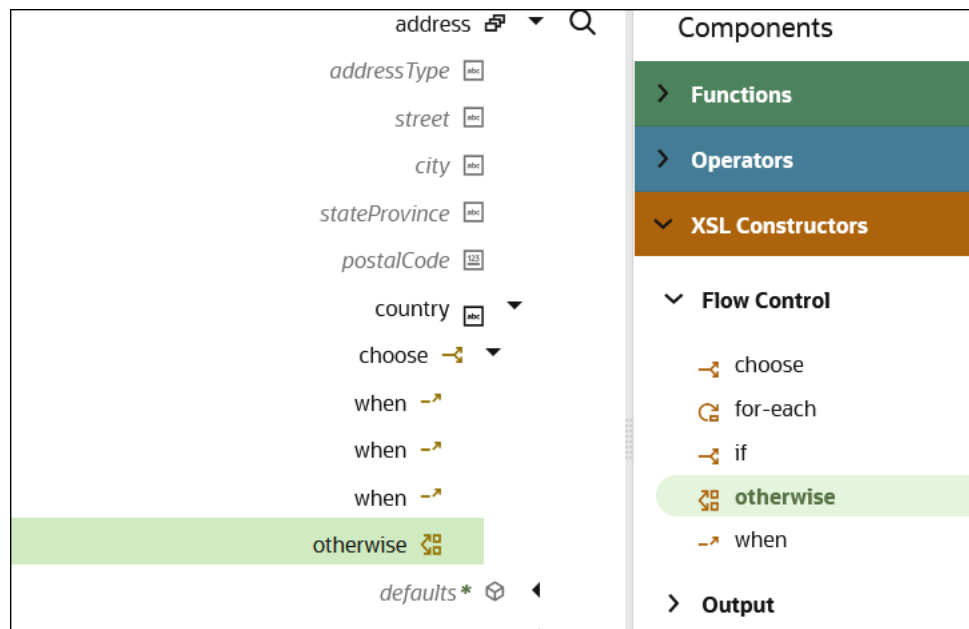 address
addressType
street
city
stateProvince
postalCode
country
choose
when
when
when
otherwise
defaults*
Components
Functions
Operators
XSL Constructors
Flow Control
choose
for-each
if
otherwise
when
Output